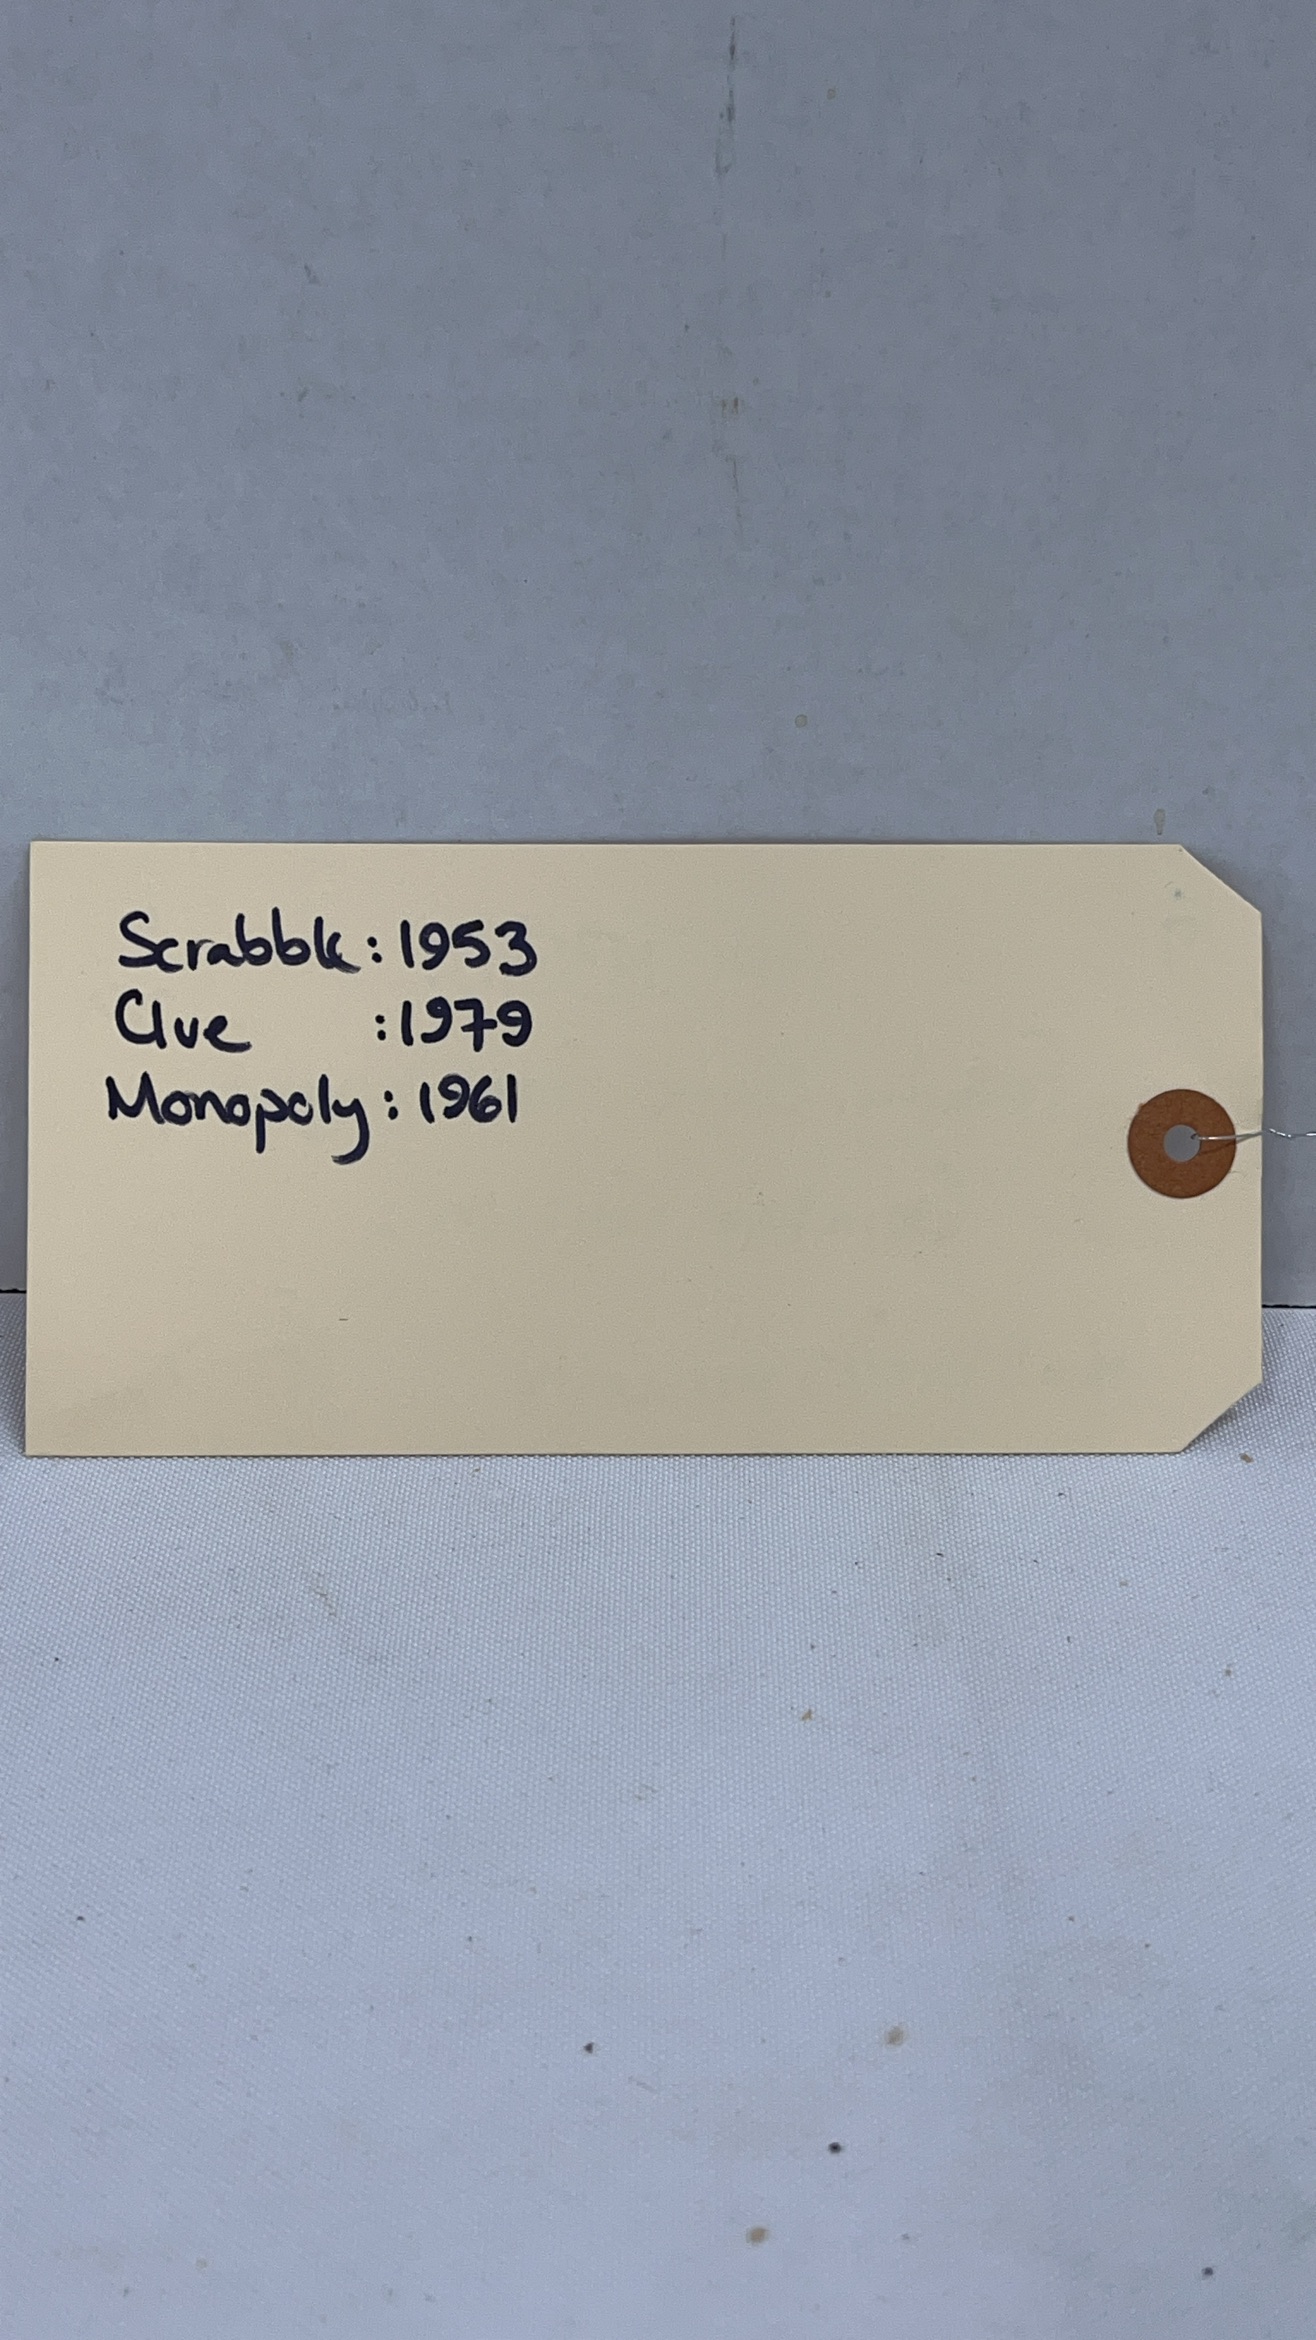 Scrabble: 1953
Clue : 1979
Monopoly: 1961